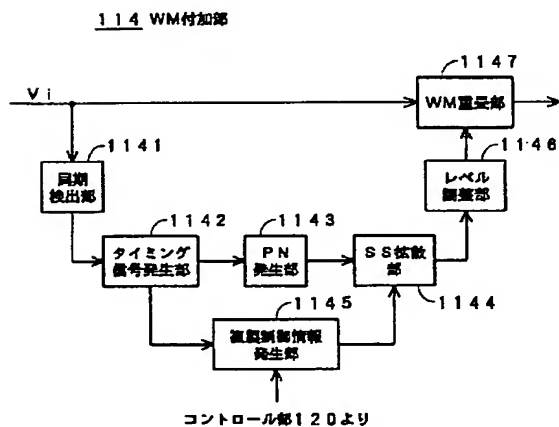 114 WM付加部
Vi
1147
WM重畳部
1141
同期
検出部
1146
レベル
調整部
1142
タイミング
信号発生部
1143
PN
発生部
SS拡散
部
1144
1145
複製制御情報
発生部
コントロール部120より